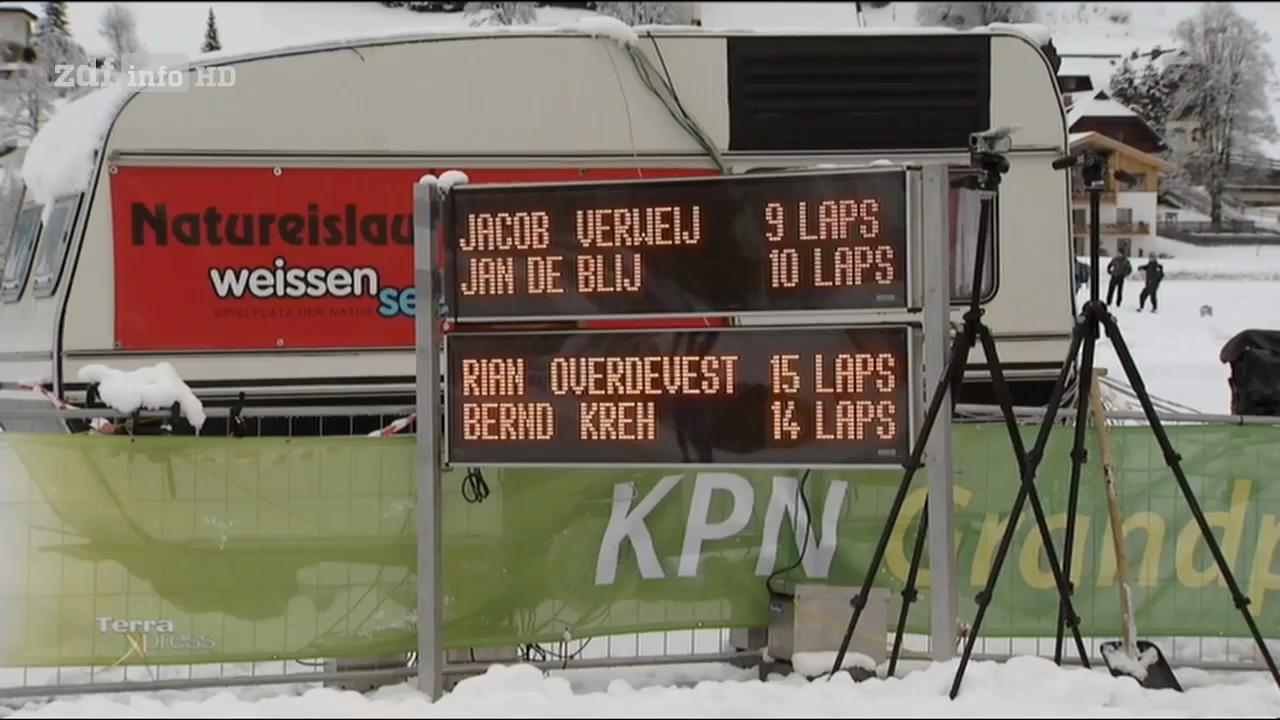 zdf info HD
Natureislau
weissen
see
SPIELPLATZ DER NATUR
JACOB VERWEIJ 9 LAPS
JAN DE BLIJ 10 LAPS
RIAN OVERDEVEST 15 LAPS
BERND KREH 14 LAPS
KPN Grandp
Terra
Xpress